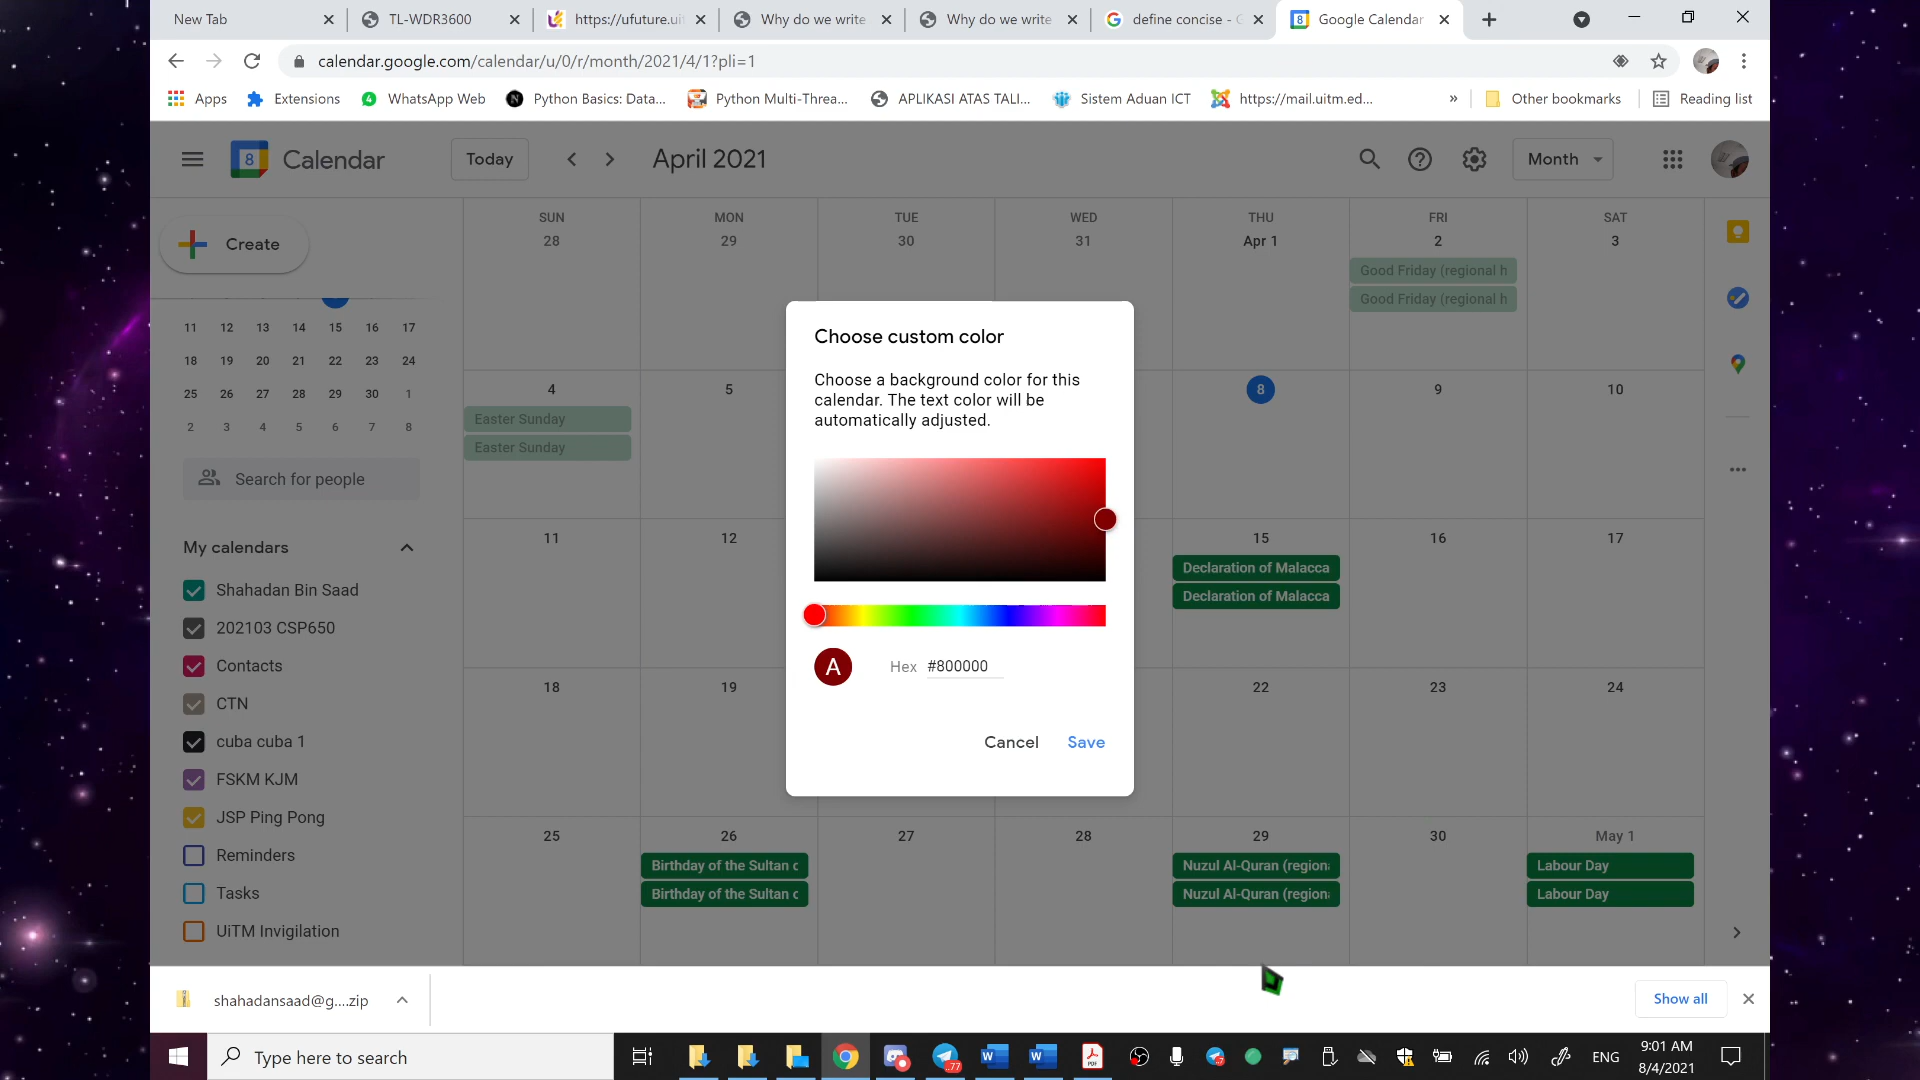 New Tab
TL-WDR3600
https://ufuture.ui
Why do we write
Why do we write
define concise -
Google Calendar
calendar.google.com/calendar/u/0/r/month/2021/4/1?pli=1
Apps
Extensions
WhatsApp Web
Python Basics: Data...
Python Multi-Threa...
APLIKASI ATAS TALI...
Sistem Aduan ICT
https://mail.uitm.ed...
»
Other bookmarks
Reading list
8 Calendar
Today
April 2021
Month
Create
SUN MON TUE WED THU FRI SAT
28 29 30 31 Apr 1 2 3
Good Friday (regional h
Good Friday (regional h
11 12 13 14 15 16 17
18 19 20 21 22 23 24
25 26 27 28 29 30 1
2 3 4 5 6 7 8
Search for people
My calendars
Shahadan Bin Saad
202103 CSP650
Contacts
CTN
cuba cuba 1
FSKM KJM
JSP Ping Pong
Reminders
Tasks
UiTM Invigilation
4 5 8 9 10
Easter Sunday
Easter Sunday
11 12 15 16 17
Declaration of Malacca
Declaration of Malacca
18 19 22 23 24
25 26 27 28 29 30 May 1
Birthday of the Sultan o
Birthday of the Sultan o
Nuzul Al-Quran (region
Nuzul Al-Quran (region
Labour Day
Labour Day
Choose custom color
Choose a background color for this
calendar. The text color will be
automatically adjusted.
A
Hex #800000
Cancel Save
shahadansaad@g....zip
Show all
Type here to search
77
ENG
9:01 AM
8/4/2021